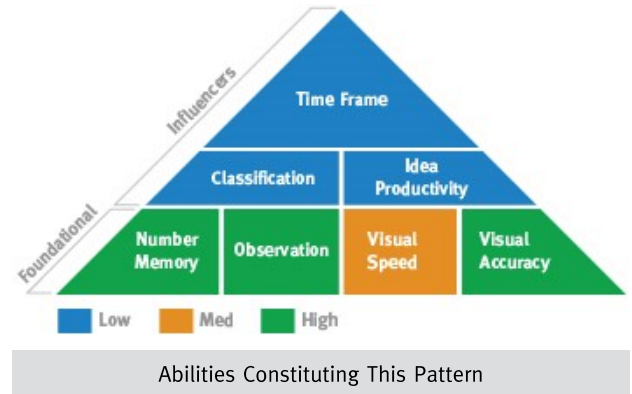 Influencers
Time Frame
Classification
Idea
Productivity
Foundational
Number
Memory
Observation
Visual
Speed
Visual
Accuracy
Low
Med
High
Abilities Constituting This Pattern